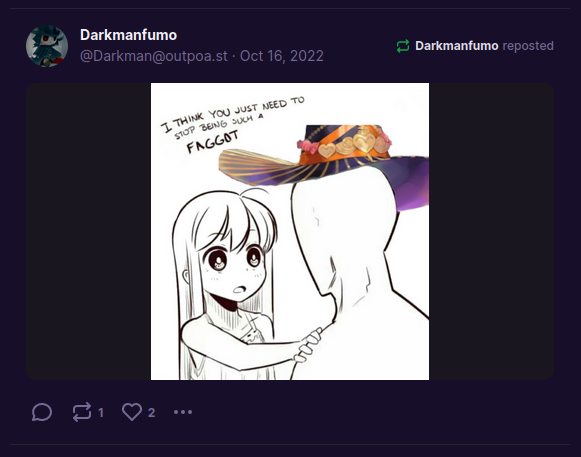 Darkmanfumo
@Darkman@outpoa.st · Oct 16, 2022
Darkmanfumo reposted
I THINK YOU JUST NEED TO
STOP BEING SUCH A
FAGGOT
1
2